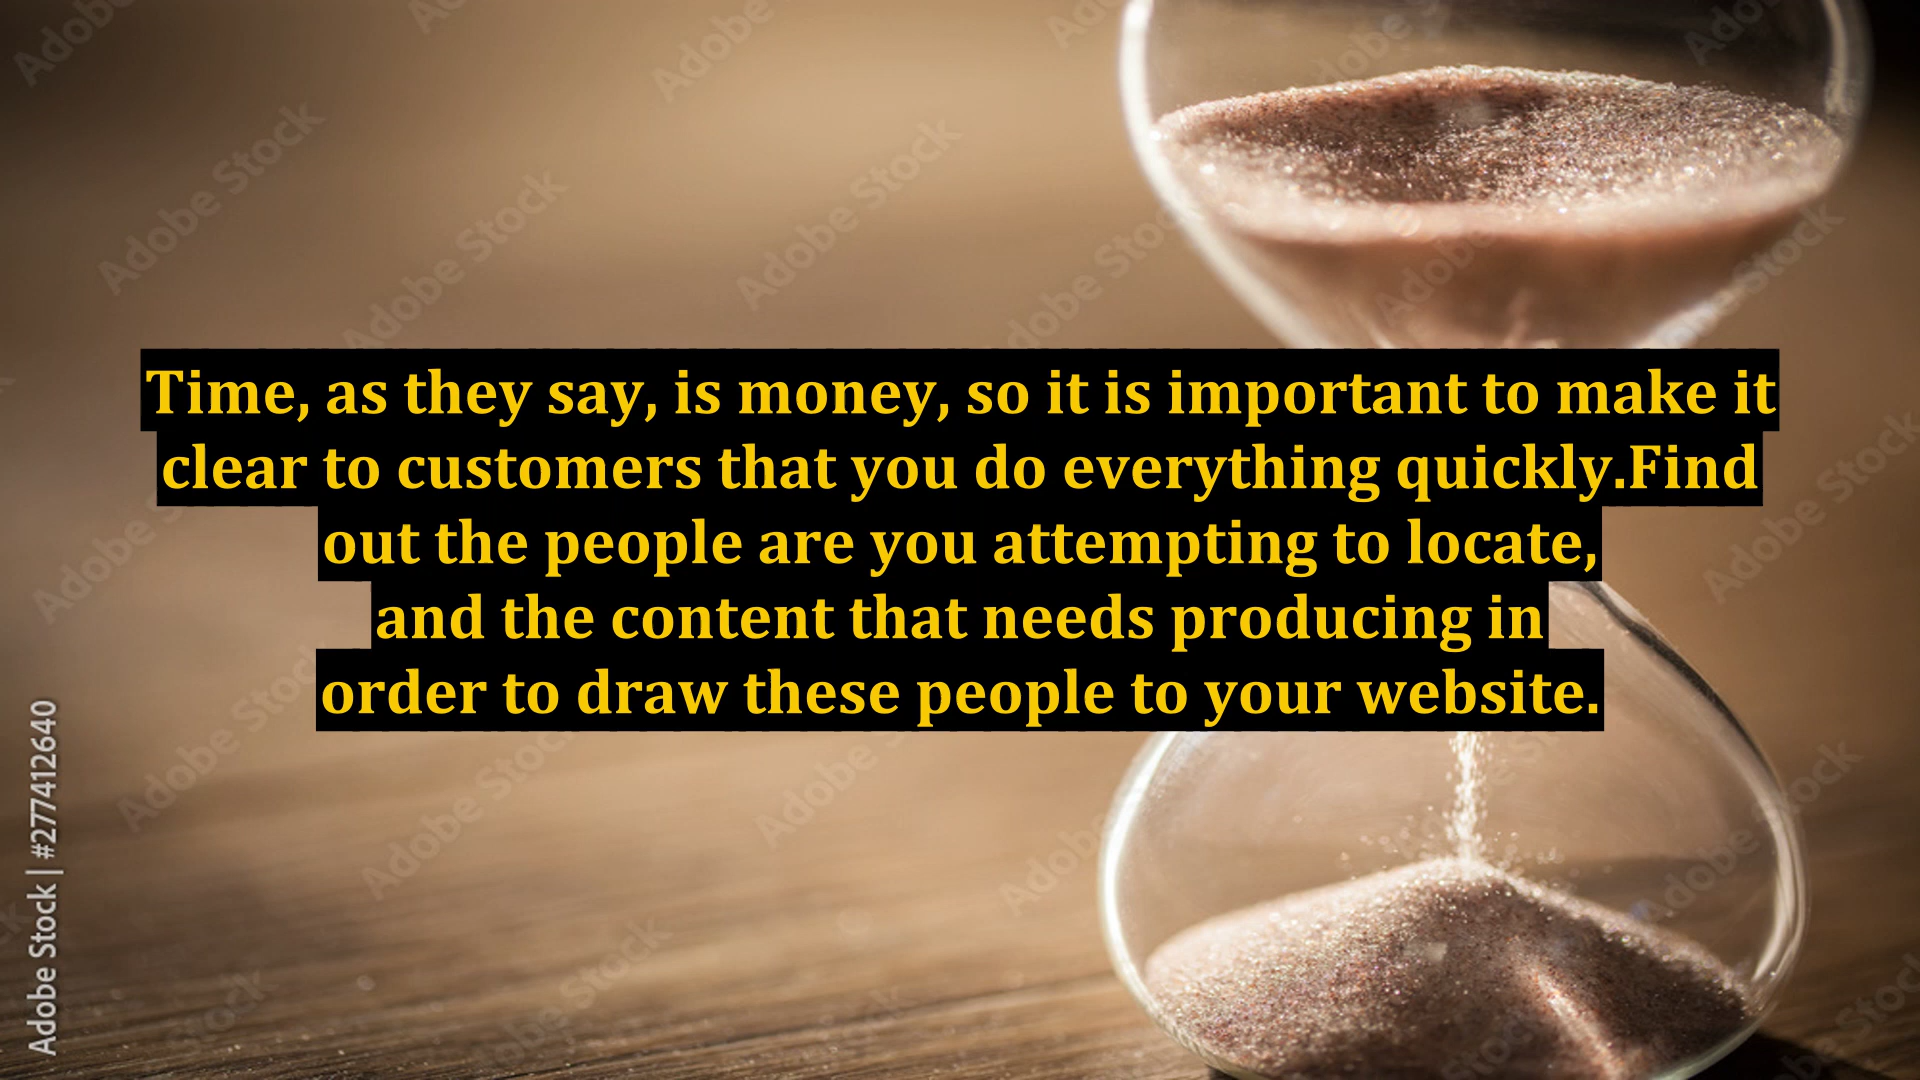 Time, as they say, is money, so it is important to make it
clear to customers that you do everything quickly.Find
out the people are you attempting to locate,
and the content that needs producing in
order to draw these people to your website.
Adobe Stock | #277412640
Adobe Stock